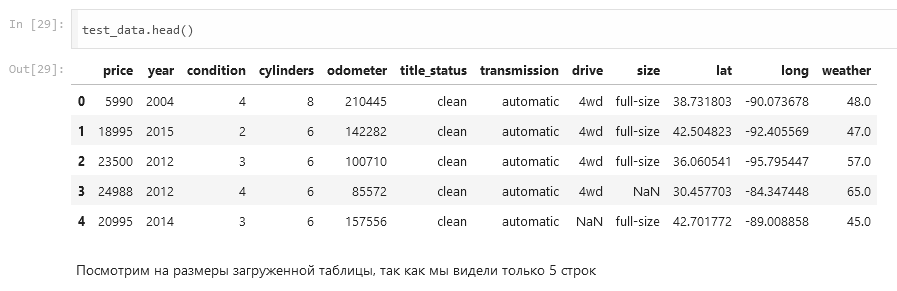 In [29]: test_data.head()
Out[29]: price year condition cylinders odometer title_status transmission drive size lat long weather
0 5990 2004 4 8 210445 clean automatic 4wd full-size 38.731803 -90.073678 48.0
1 18995 2015 2 6 142282 clean automatic 4wd full-size 42.504823 -92.405569 47.0
2 23500 2012 3 6 100710 clean automatic 4wd full-size 36.060541 -95.795447 57.0
3 24988 2012 4 6 85572 clean automatic 4wd NaN 30.457703 -84.347448 65.0
4 20995 2014 3 6 157556 clean automatic NaN full-size 42.701772 -89.008858 45.0
Посмотрим на размеры загруженной таблицы, так как мы видели только 5 строк